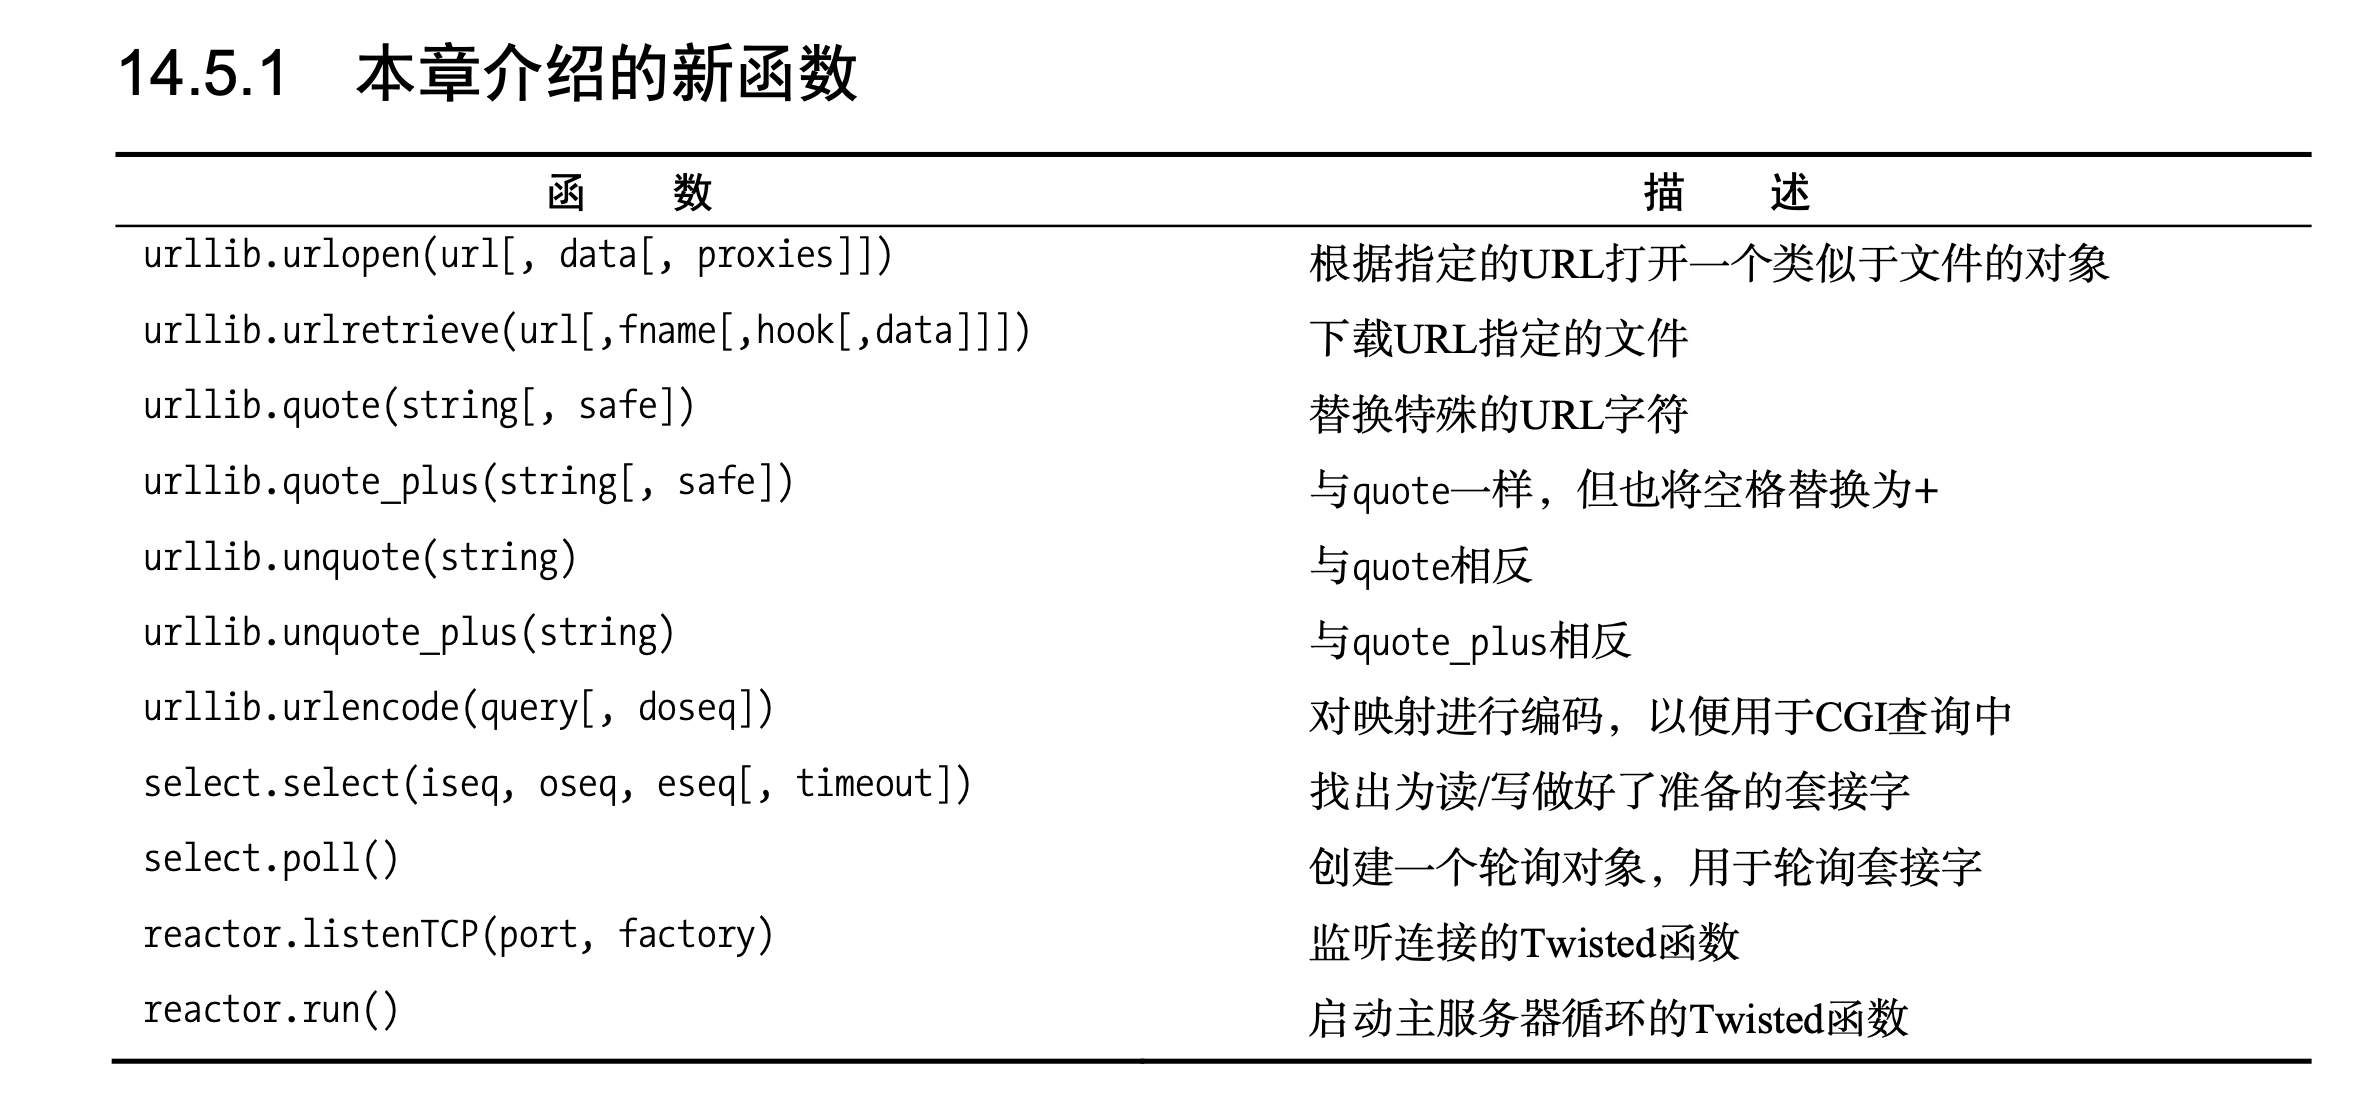 14.5.1 本章介绍的新函数
函 数 描 述
urllib.urlopen(url[, data[, proxies]]) 根据指定的URL打开一个类似于文件的对象
urllib.urlretrieve(url[,fname[,hook[,data]]]) 下载URL指定的文件
urllib.quote(string[, safe]) 替换特殊的URL字符
urllib.quote_plus(string[, safe]) 与quote一样，但也将空格替换为+
urllib.unquote(string) 与quote相反
urllib.unquote_plus(string) 与quote_plus相反
urllib.urlencode(query[, doseq]) 对映射进行编码，以便用于CGI查询中
select.select(iseq, oseq, eseq[, timeout]) 找出为读/写做好了准备的套接字
select.poll() 创建一个轮询对象，用于轮询套接字
reactor.listenTCP(port, factory) 监听连接的Twisted函数
reactor.run() 启动主服务器循环的Twisted函数